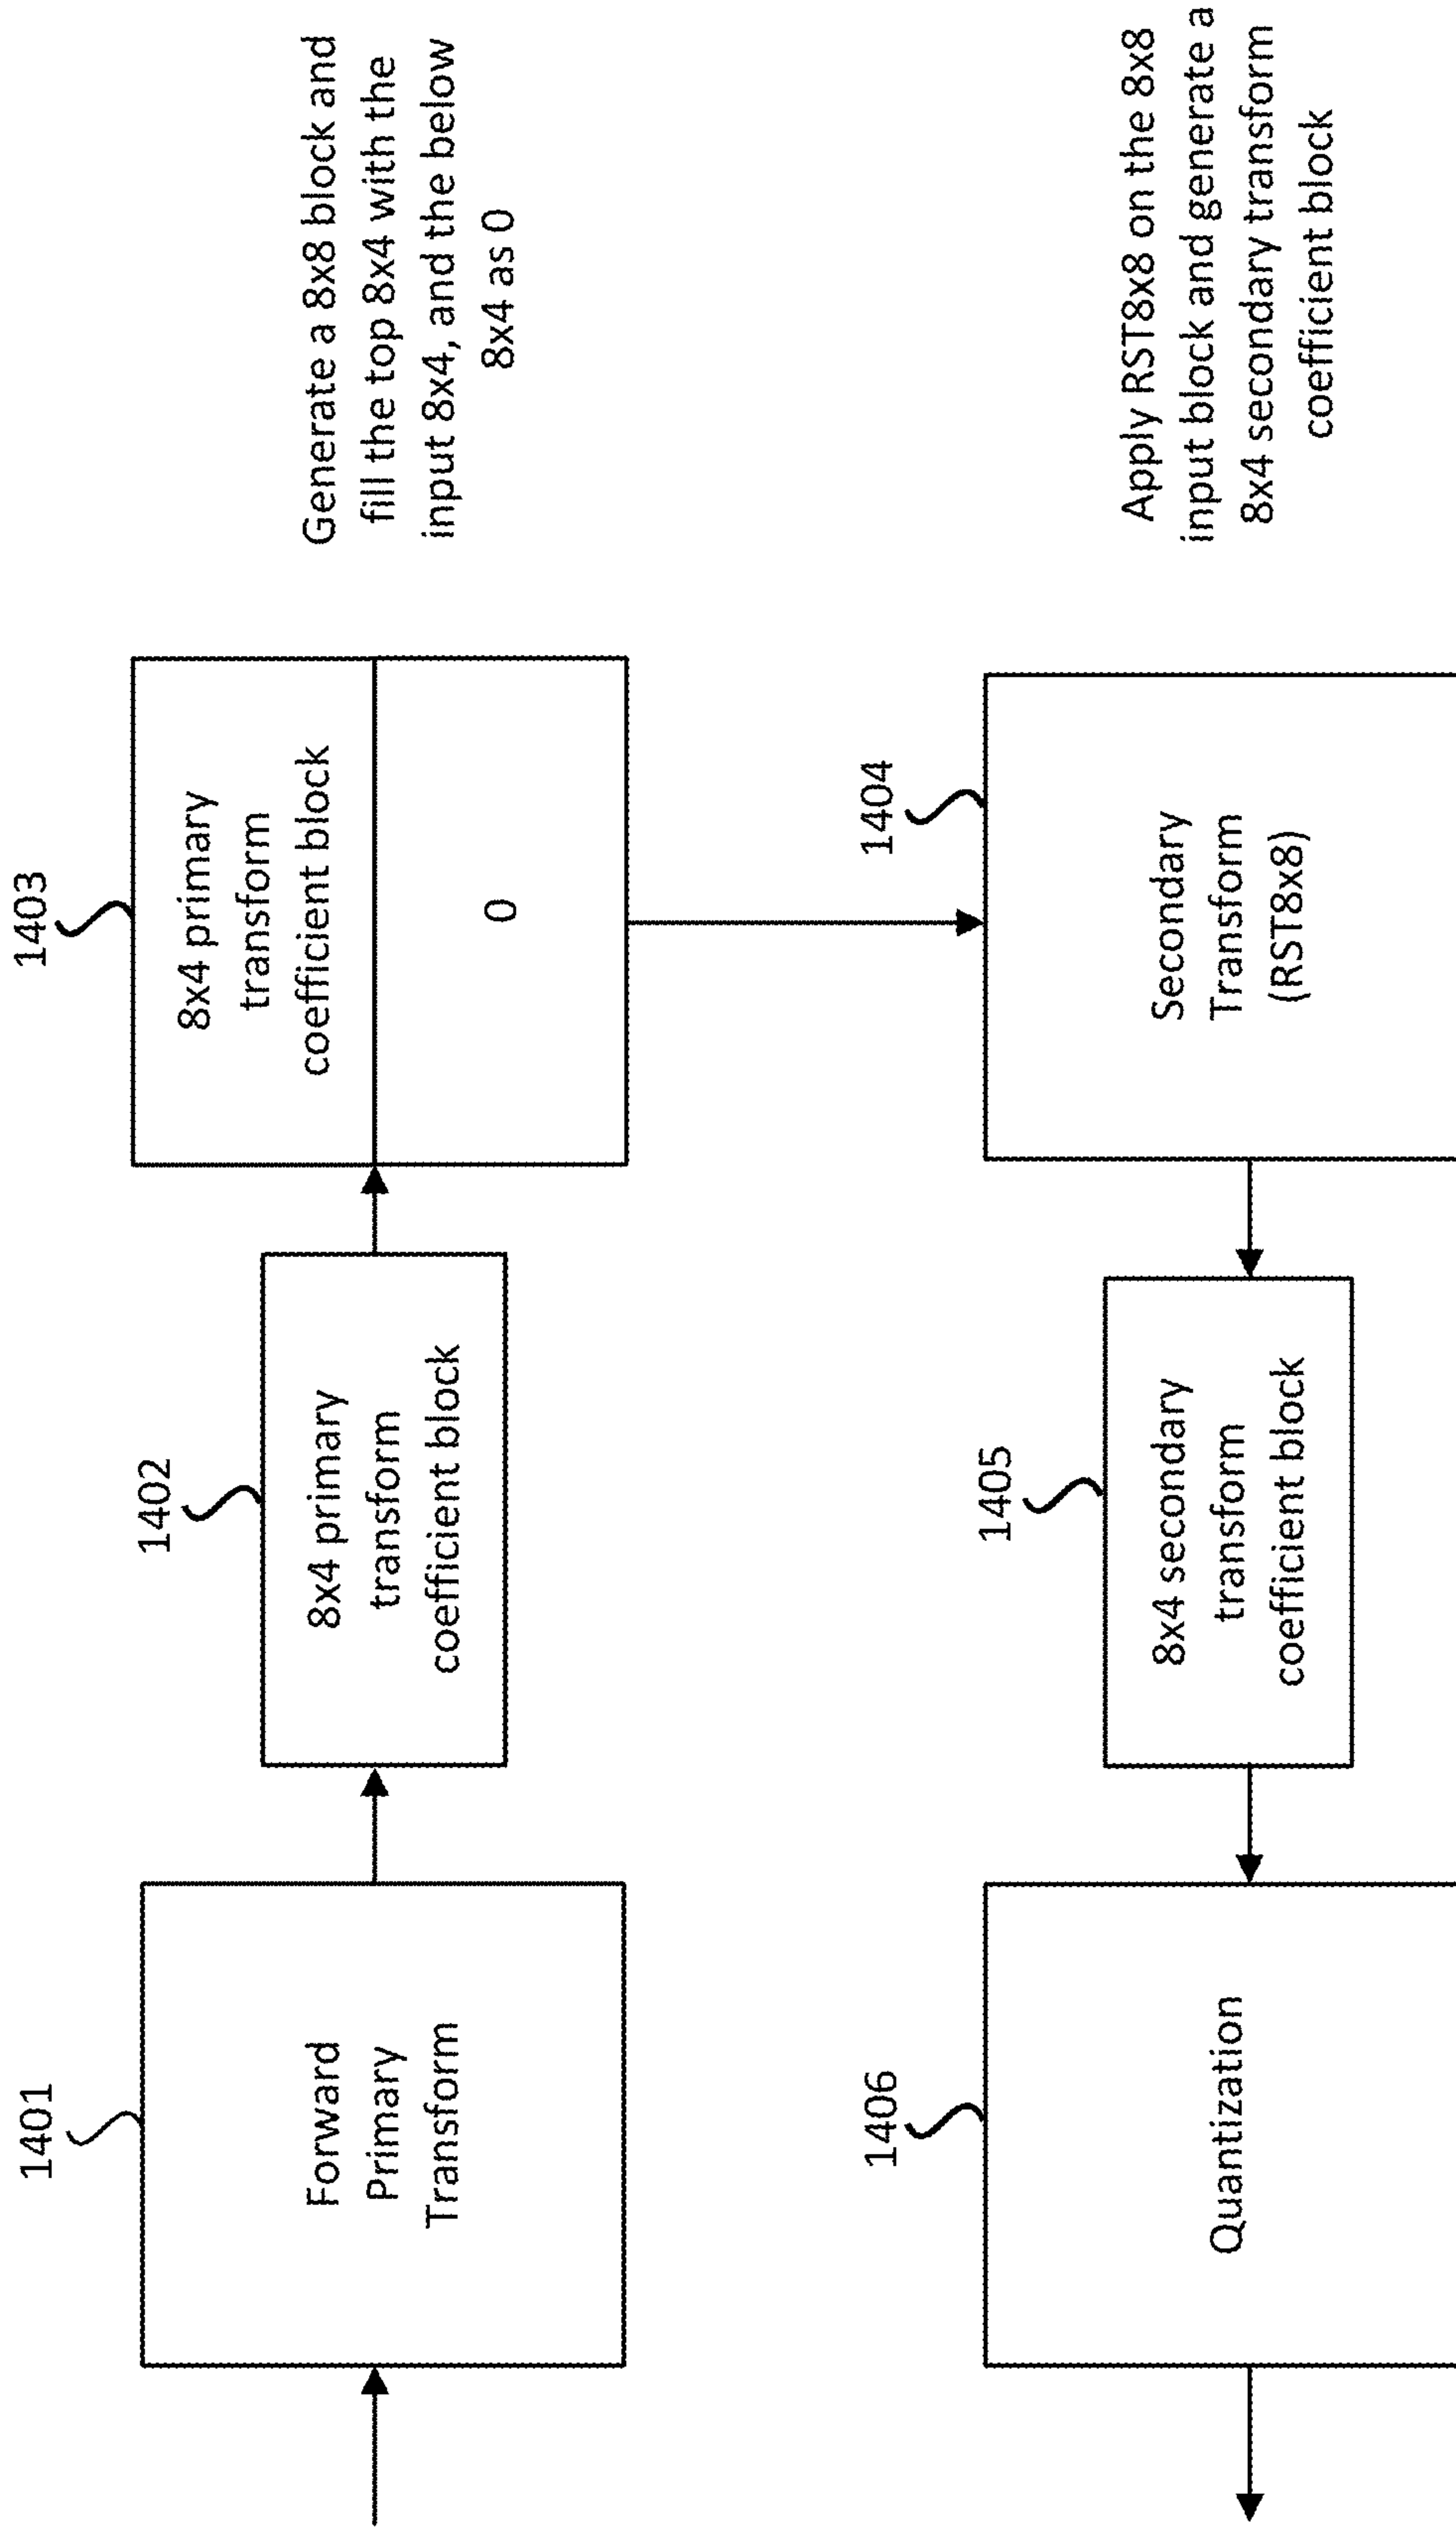 1401
Forward
Primary
Transform
1402
8x4 primary
transform
coefficient block
1403
8x4 primary
transform
coefficient block
0
Generate a 8x8 block and
fill the top 8x4 with the
input 8x4, and the below
8x4 as 0
1404
Secondary
Transform
(RST8x8)
Apply RST8x8 on the 8x8
input block and generate a
8x4 secondary transform
coefficient block
1405
8x4 secondary
transform
coefficient block
1406
Quantization